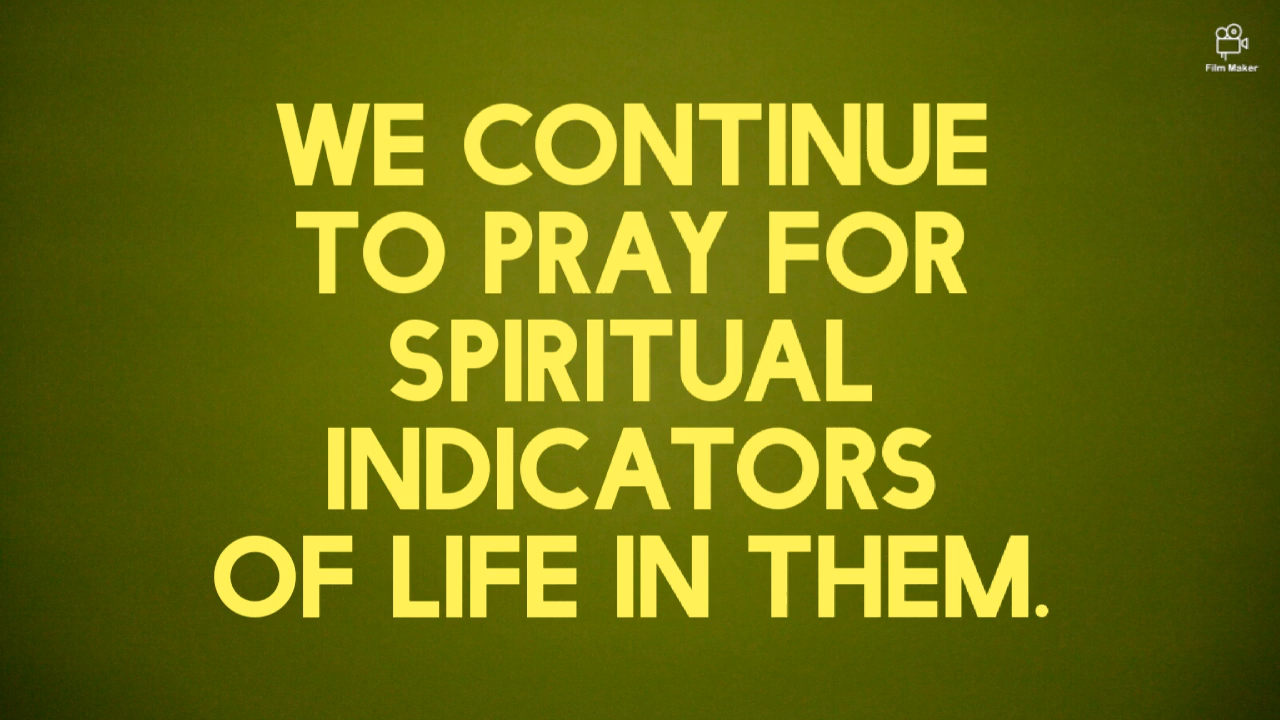 Film Maker
WE CONTINUE
TO PRAY FOR
SPIRITUAL
INDICATORS
OF LIFE IN THEM.